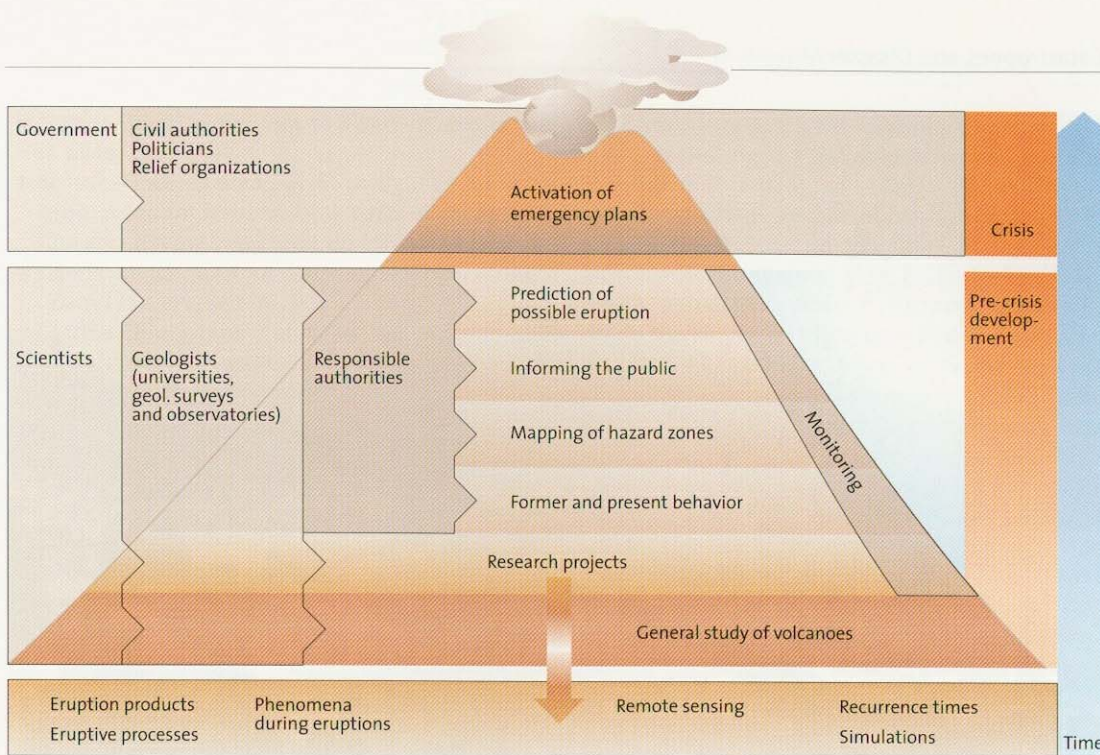 Government
Civil authorities
Politicians
Relief organizations
Activation of
emergency plans
Crisis
Scientists
Geologists
(universities,
geol. surveys
and observatories)
Responsible
authorities
Prediction of
possible eruption
Informing the public
Mapping of hazard zones
Former and present behavior
Monitoring
Pre-crisis
develop-
ment
Research projects
General study of volcanoes
Eruption products
Eruptive processes
Phenomena
during eruptions
Remote sensing
Recurrence times
Simulations
Time